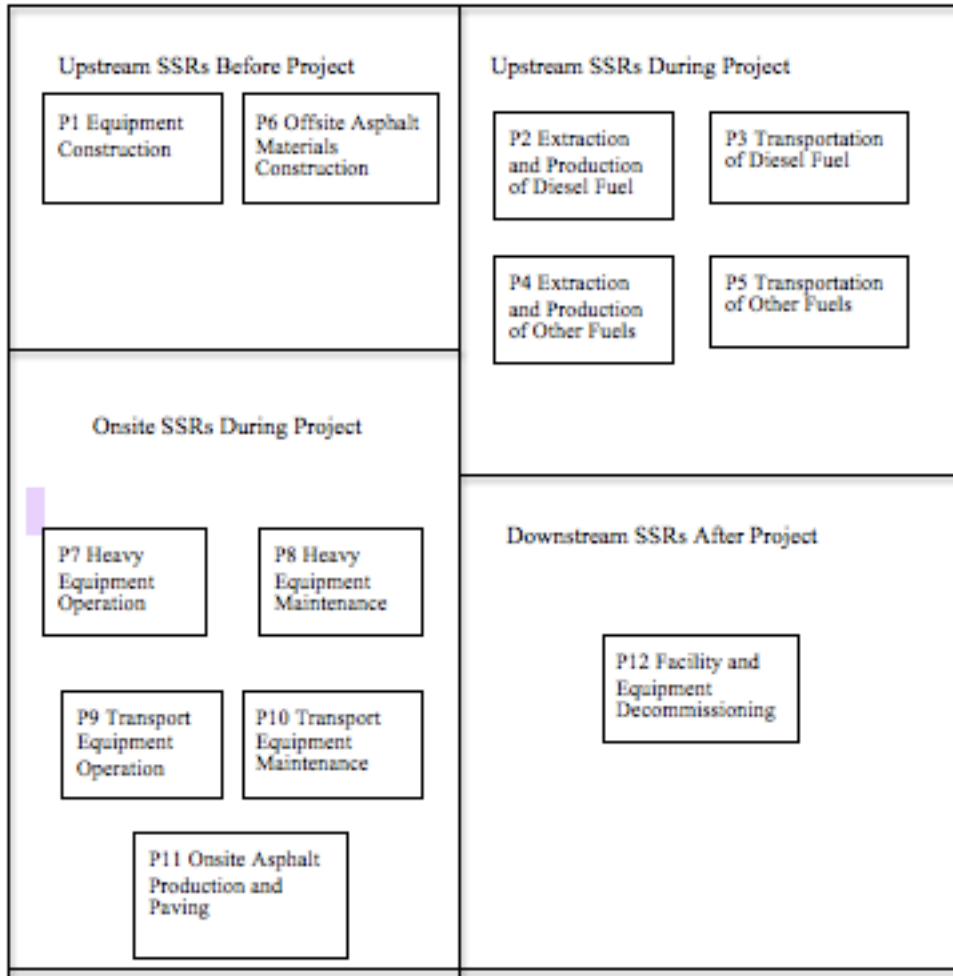 Upstream SSRs Before Project
P1 Equipment
Construction
P6 Offsite Asphalt
Materials
Construction
Upstream SSRs During Project
P2 Extraction
and Production
of Diesel Fuel
P3 Transportation
of Diesel Fuel
P4 Extraction
and Production
of Other Fuels
P5 Transportation
of Other Fuels
Onsite SSRs During Project
P7 Heavy
Equipment
Operation
P8 Heavy
Equipment
Maintenance
P9 Transport
Equipment
Operation
P10 Transport
Equipment
Maintenance
P11 Onsite Asphalt
Production and
Paving
Downstream SSRs After Project
P12 Facility and
Equipment
Decommissioning